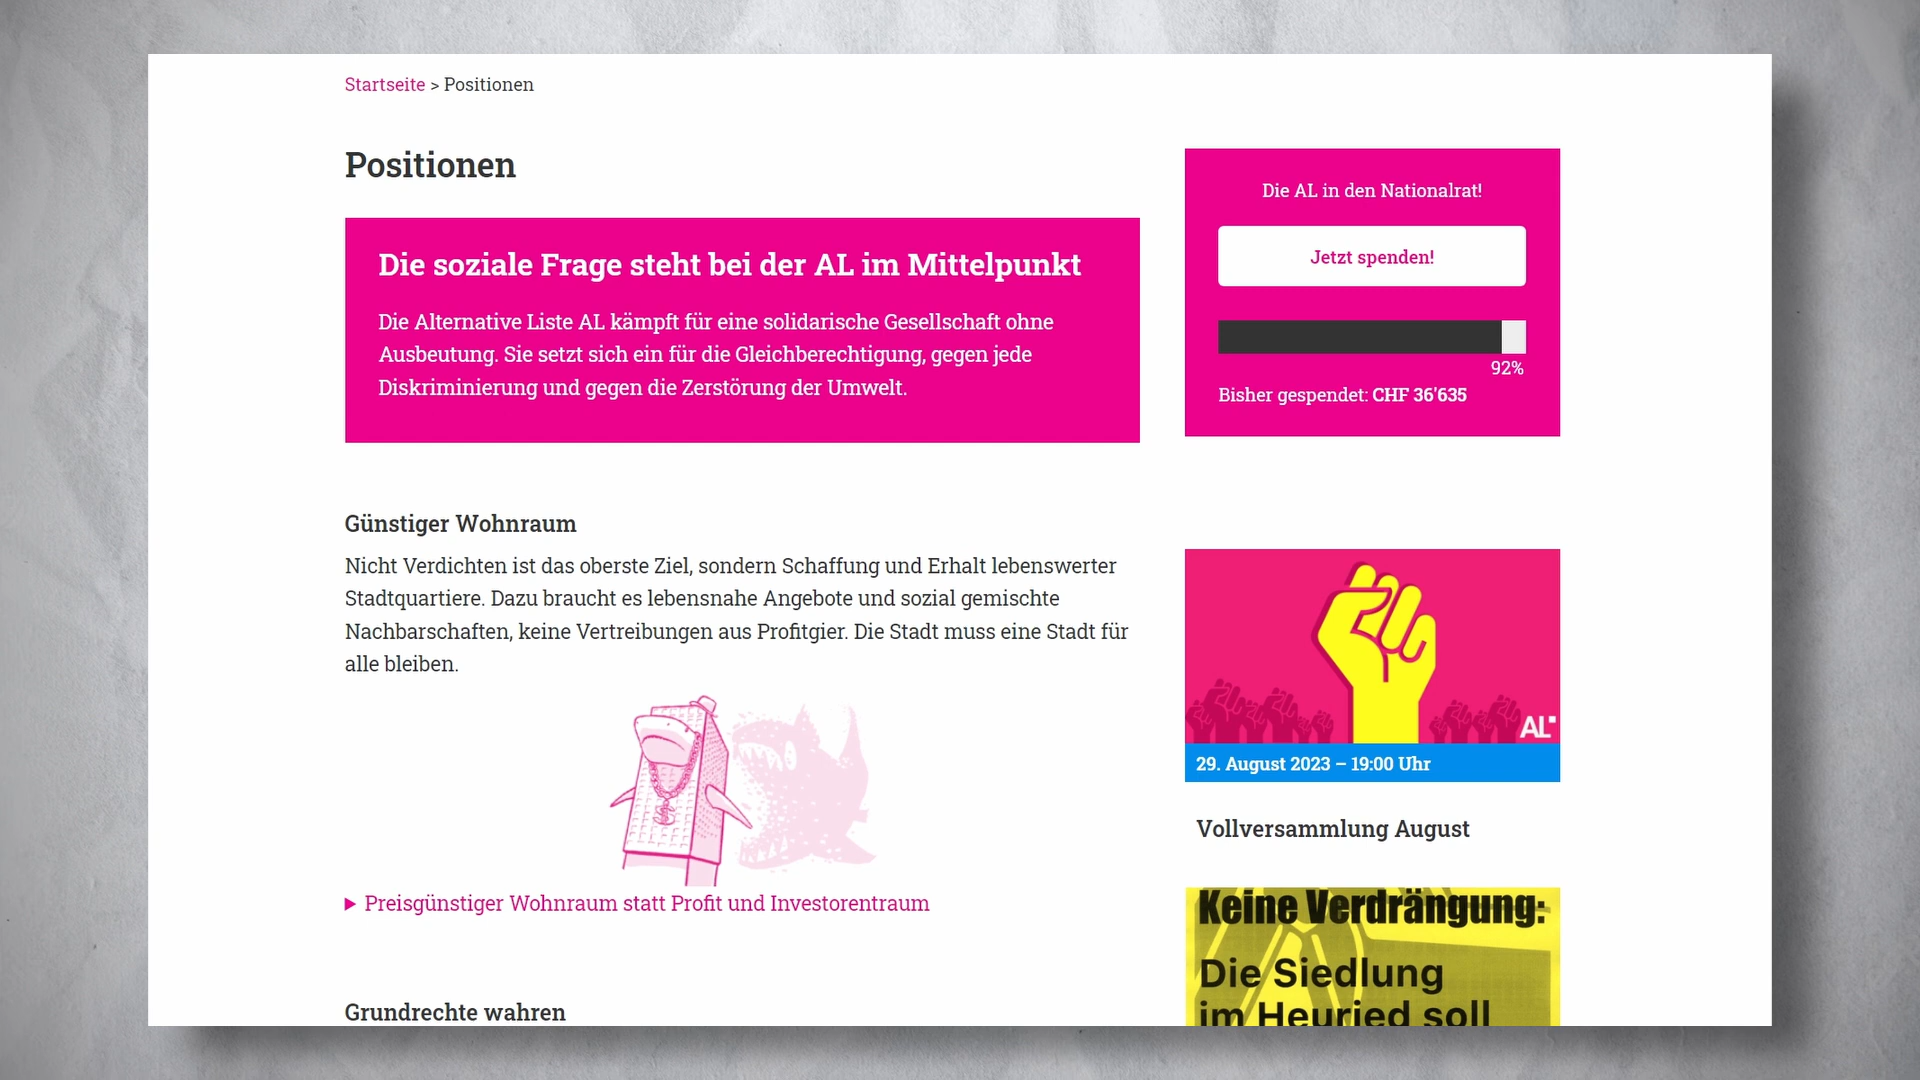 Startseite > Positionen
Positionen
Die soziale Frage steht bei der AL im Mittelpunkt
Die Alternative Liste AL kämpft für eine solidarische Gesellschaft ohne
Ausbeutung. Sie setzt sich ein für die Gleichberechtigung, gegen jede
Diskriminierung und gegen die Zerstörung der Umwelt.
Günstiger Wohnraum
Nicht Verdichten ist das oberste Ziel, sondern Schaffung und Erhalt lebenswerter
Stadtquartiere. Dazu braucht es lebensnahe Angebote und sozial gemischte
Nachbarschaften, keine Vertreibungen aus Profitgier. Die Stadt muss eine Stadt für
alle bleiben.
▶ Preisgünstiger Wohnraum statt Profit und Investorentraum
Grundrechte wahren
Die AL in den Nationalrat!
Jetzt spenden!
92%
Bisher gespendet: CHF 36'635
AL
29. August 2023 – 19:00 Uhr
Vollversammlung August
Keine Verdrängung:
Die Siedlung
im Heuried soll